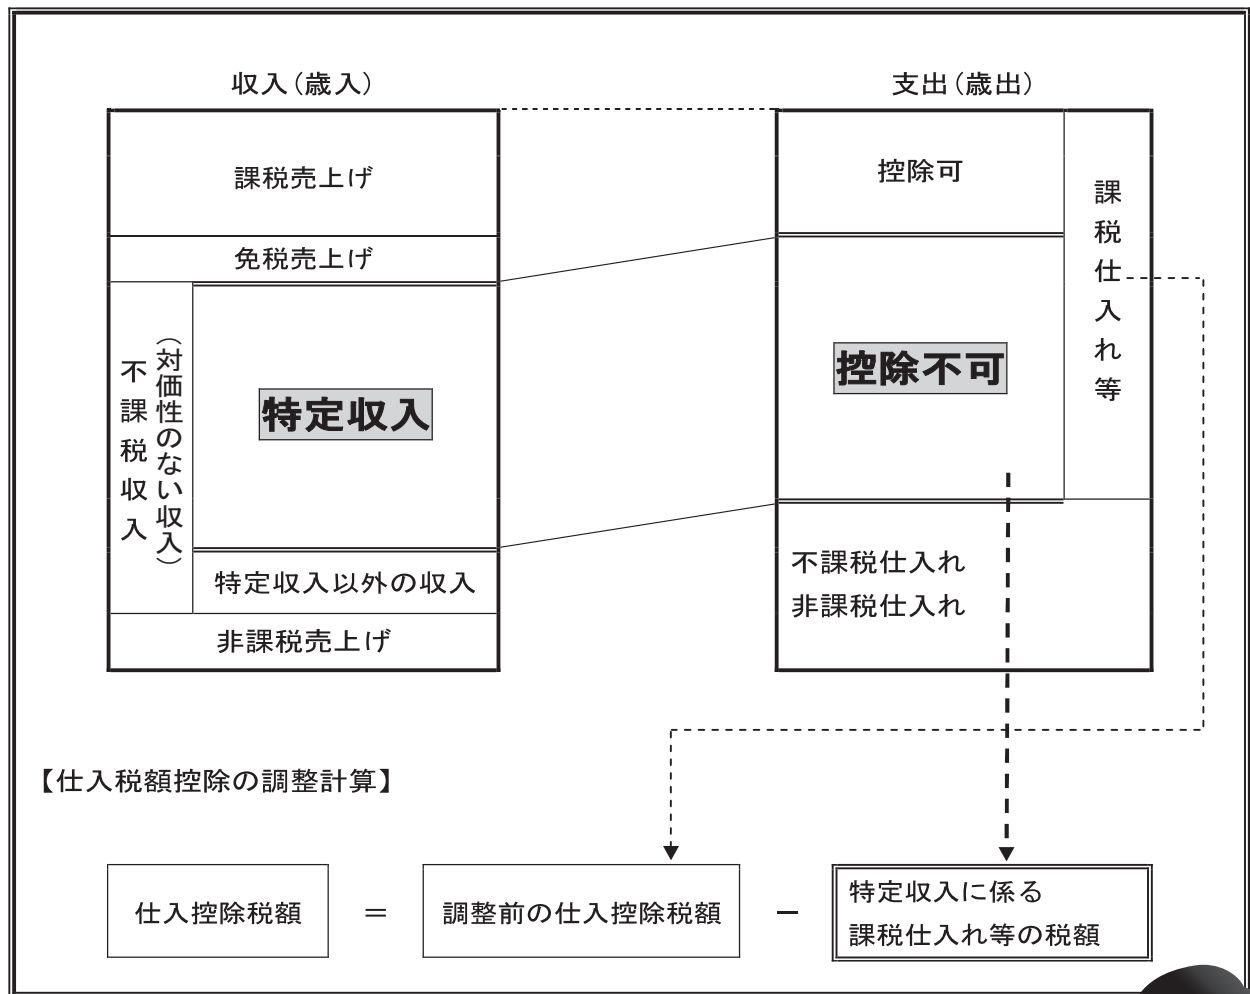 収入（歳入）
課税売上げ
免税売上げ
不課税収入
（対価性のない収入）
特定収入
特定収入以外の収入
非課税売上げ
支出（歳出）
控除可
控除不可
課税仕入れ等
不課税仕入れ
非課税仕入れ
【仕入税額控除の調整計算】
仕入控除税額
＝
調整前の仕入控除税額
－
特定収入に係る
課税仕入れ等の税額